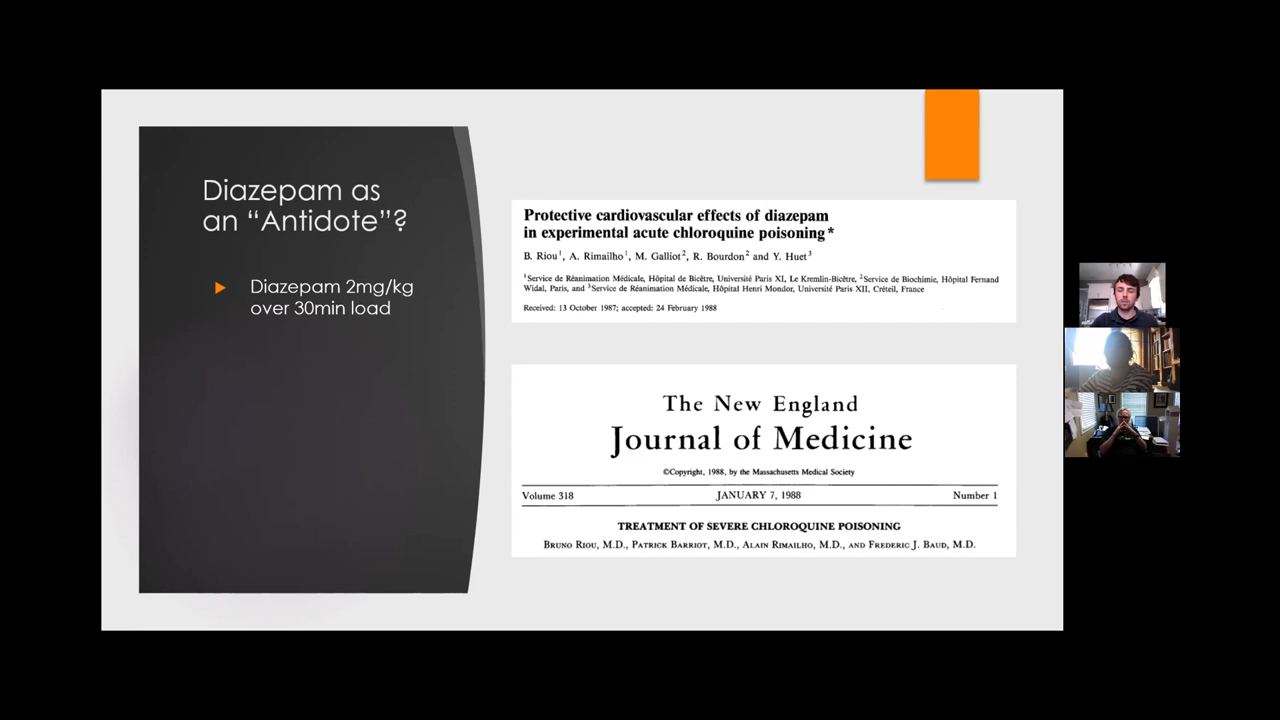 Diazepam as
an “Antidote”?
Diazepam 2mg/kg
over 30min load
Protective cardiovascular effects of diazepam
in experimental acute chloroquine poisoning*
B. Riou¹, A. Rimailho¹, M. Galliot², R. Bourdon² and Y. Huet³
¹Service de Réanimation Médicale, Hôpital de Bicêtre, Université Paris XI, Le Kremlin-Bicêtre, ²Service de Biochimie, Hôpital Fernand
Widal, Paris, and ³Service de Réanimation Médicale, Hôpital Henri Mondor, Université Paris XII, Créteil, France
Received: 13 October 1987; accepted: 24 February 1988
The New England
Journal of Medicine
©Copyright, 1988, by the Massachusetts Medical Society
Volume 318 JANUARY 7, 1988 Number 1
TREATMENT OF SEVERE CHLOROQUINE POISONING
Bruno Riou, M.D., Patrick Barriot, M.D., Alain Rimailho, M.D., and Frederic J. Baud, M.D.